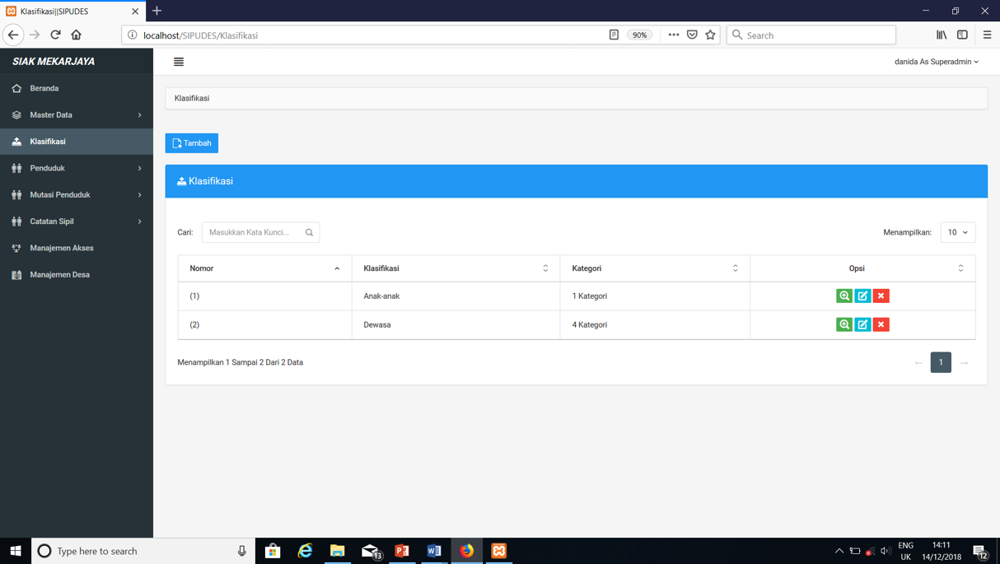 Klasifikasi||SIPUDES
localhost/SIPUDES/Klasifikasi
90%
Search
SIAK MEKARJAYA
danida As Superadmin
Beranda
Master Data
Klasifikasi
Penduduk
Mutasi Penduduk
Catatan Sipil
Manajemen Akses
Manajemen Desa
Klasifikasi
Tambah
Klasifikasi
Cari: Masukkan Kata Kunci... Menampilkan: 10
Nomor Klasifikasi Kategori Opsi
(1) Anak-anak 1 Kategori
(2) Dewasa 4 Kategori
Menampilkan 1 Sampai 2 Dari 2 Data
← 1 →
Type here to search
13
ENG
UK
14:11
14/12/2018
12